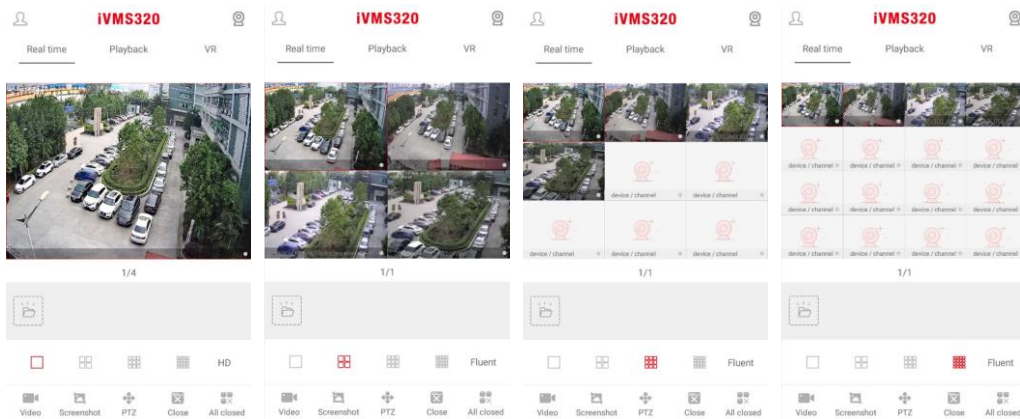 iVMS320
Real time Playback VR
1/4
HD
Video Screenshot PTZ Close All closed
iVMS320
Real time Playback VR
1/1
Fluent
Video Screenshot PTZ Close All closed
iVMS320
Real time Playback VR
device / channel device / channel
device / channel device / channel device / channel
1/1
Fluent
Video Screenshot PTZ Close All closed
iVMS320
Real time Playback VR
device / channel device / channel device / channel device / channel
device / channel device / channel device / channel device / channel
device / channel device / channel device / channel device / channel
1/1
Fluent
Video Screenshot PTZ Close All closed